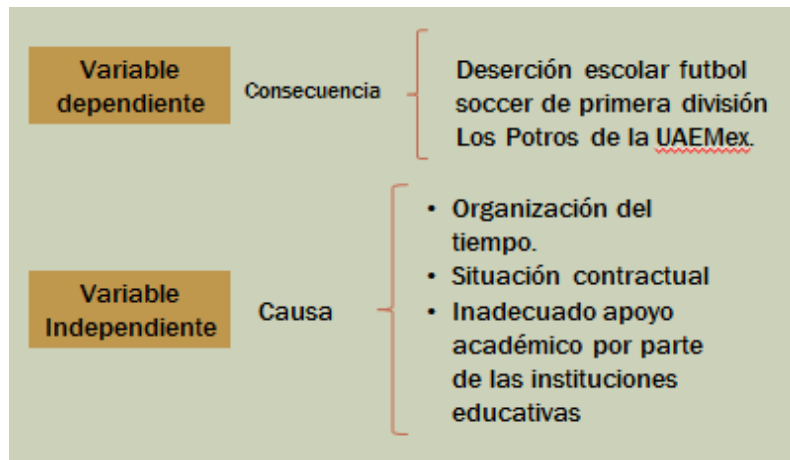 Variable
dependiente
Consecuencia
Deserción escolar futbol
soccer de primera división
Los Potros de la UAEMex.
Variable
Independiente
Causa
• Organización del
tiempo.
• Situación contractual
• Inadecuado apoyo
académico por parte
de las instituciones
educativas